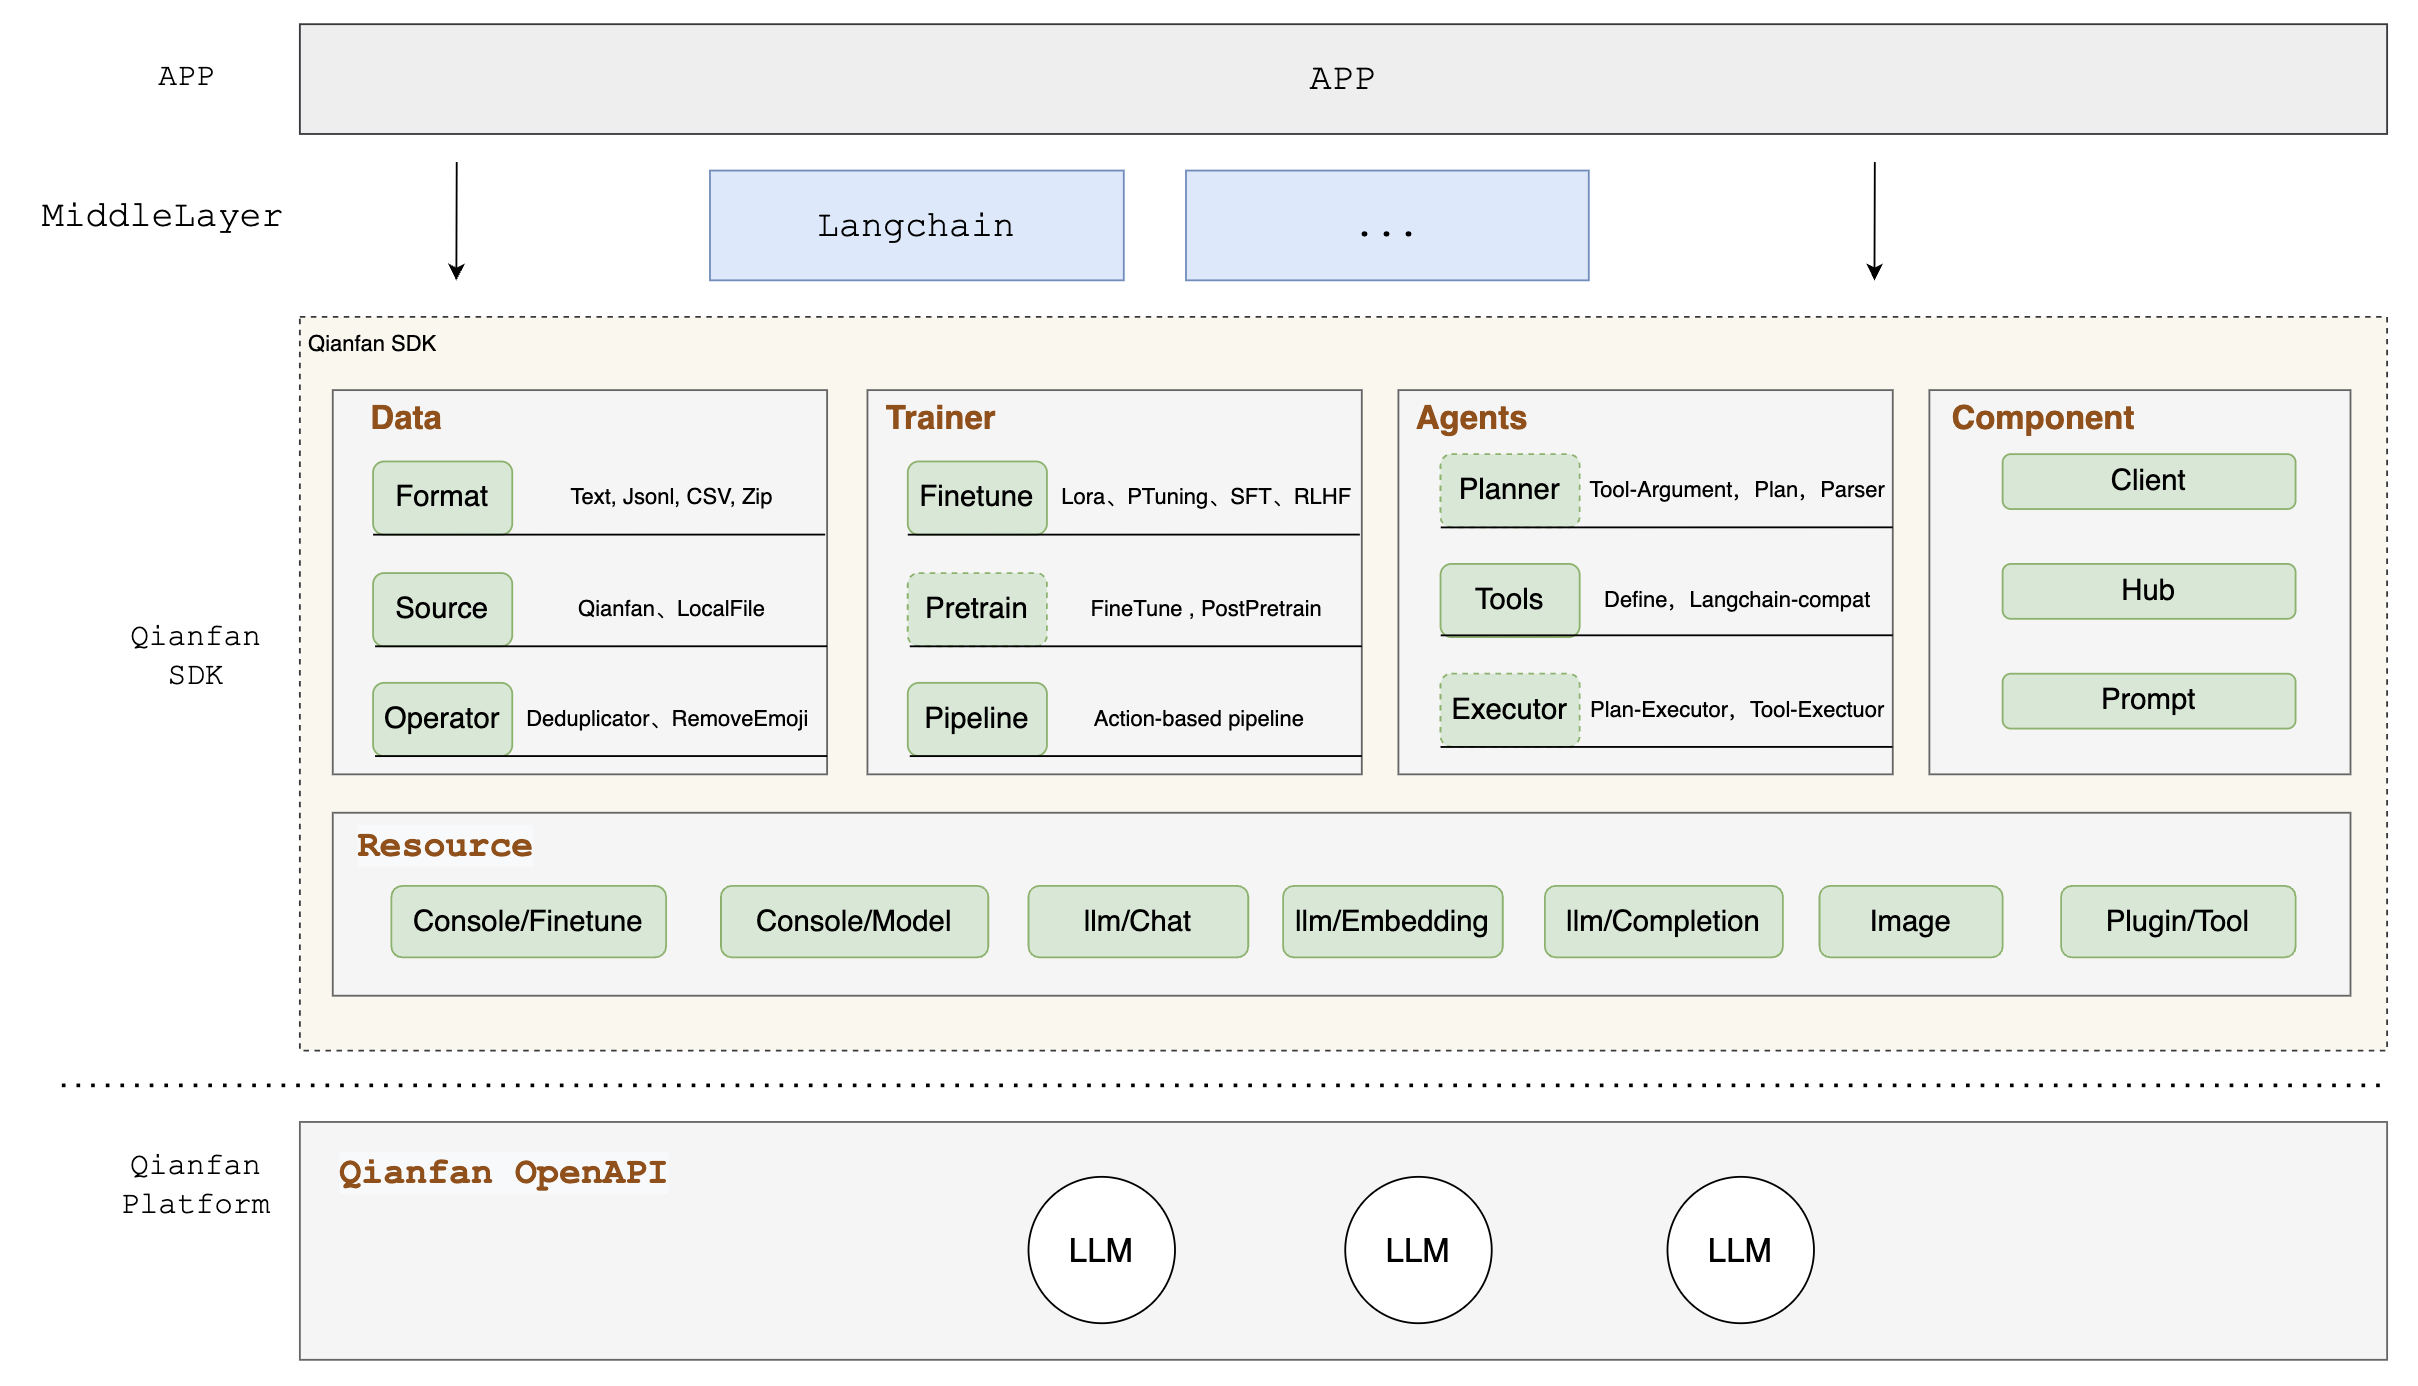 APP
APP
MiddleLayer
Langchain
...
Qianfan SDK
Qianfan
SDK
Data
Format
Text, Jsonl, CSV, Zip
Source
Qianfan、LocalFile
Operator
Deduplicator、RemoveEmoji
Trainer
Finetune
Lora、PTuning、SFT、RLHF
Pretrain
FineTune , PostPretrain
Pipeline
Action-based pipeline
Agents
Planner
Tool-Argument，Plan，Parser
Tools
Define，Langchain-compat
Executor
Plan-Executor，Tool-Exectuor
Component
Client
Hub
Prompt
Resource
Console/Finetune
Console/Model
llm/Chat
llm/Embedding
llm/Completion
Image
Plugin/Tool
Qianfan
Platform
Qianfan OpenAPI
LLM
LLM
LLM